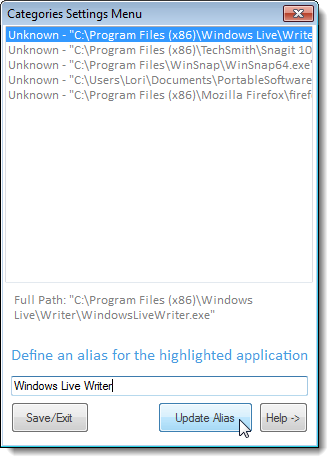 Categories Settings Menu
Unknown - "C:\Program Files (x86)\Windows Live\Write
Unknown - "C:\Program Files (x86)\TechSmith\Snagit 10
Unknown - "C:\Program Files\WinSnap\WinSnap64.exe"
Unknown - "C:\Users\Lori\Documents\PortableSoftware
Unknown - "C:\Program Files (x86)\Mozilla Firefox\firef
Full Path: "C:\Program Files (x86)\Windows
Live\Writer\WindowsLiveWriter.exe"
Define an alias for the highlighted application
Windows Live Writer
Save/Exit Update Alias Help ->